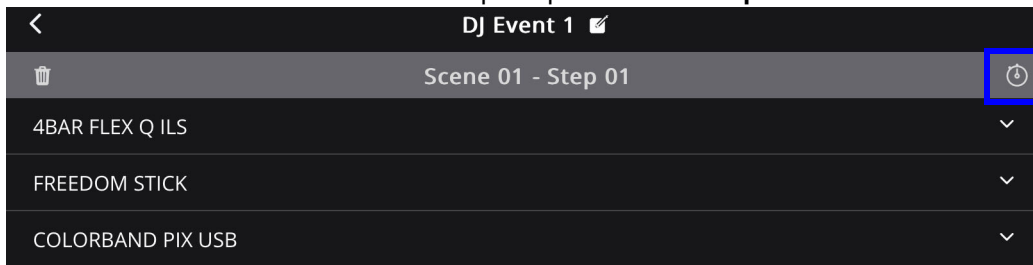 DJ Event 1
Scene 01 - Step 01
4BAR FLEX Q ILS
FREEDOM STICK
COLORBAND PIX USB